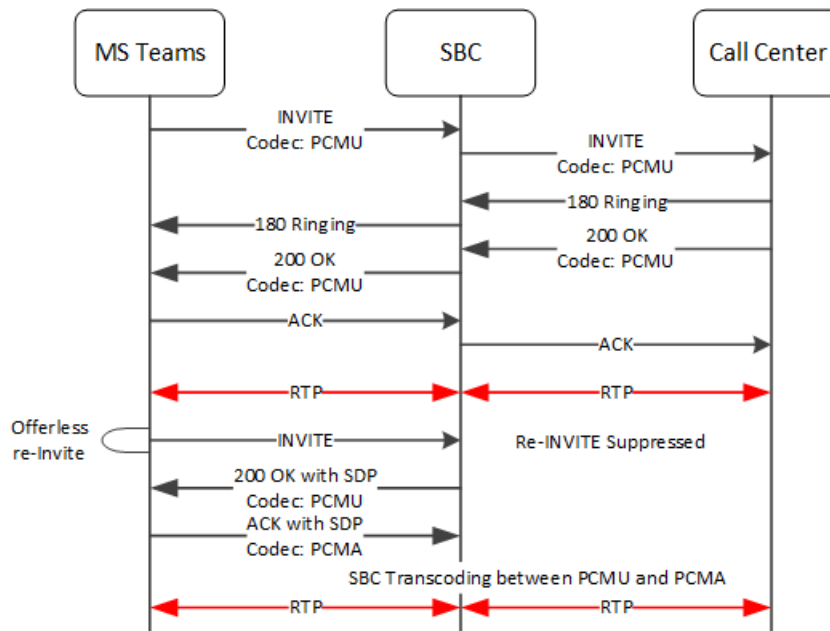 MS Teams
SBC
Call Center
INVITE
Codec: PCMU
INVITE
Codec: PCMU
180 Ringing
180 Ringing
200 OK
Codec: PCMU
200 OK
Codec: PCMU
ACK
ACK
RTP
RTP
Offerless
re-Invite
INVITE
Re-INVITE Suppressed
200 OK with SDP
Codec: PCMU
ACK with SDP
Codec: PCMA
SBC Transcoding between PCMU and PCMA
RTP
RTP